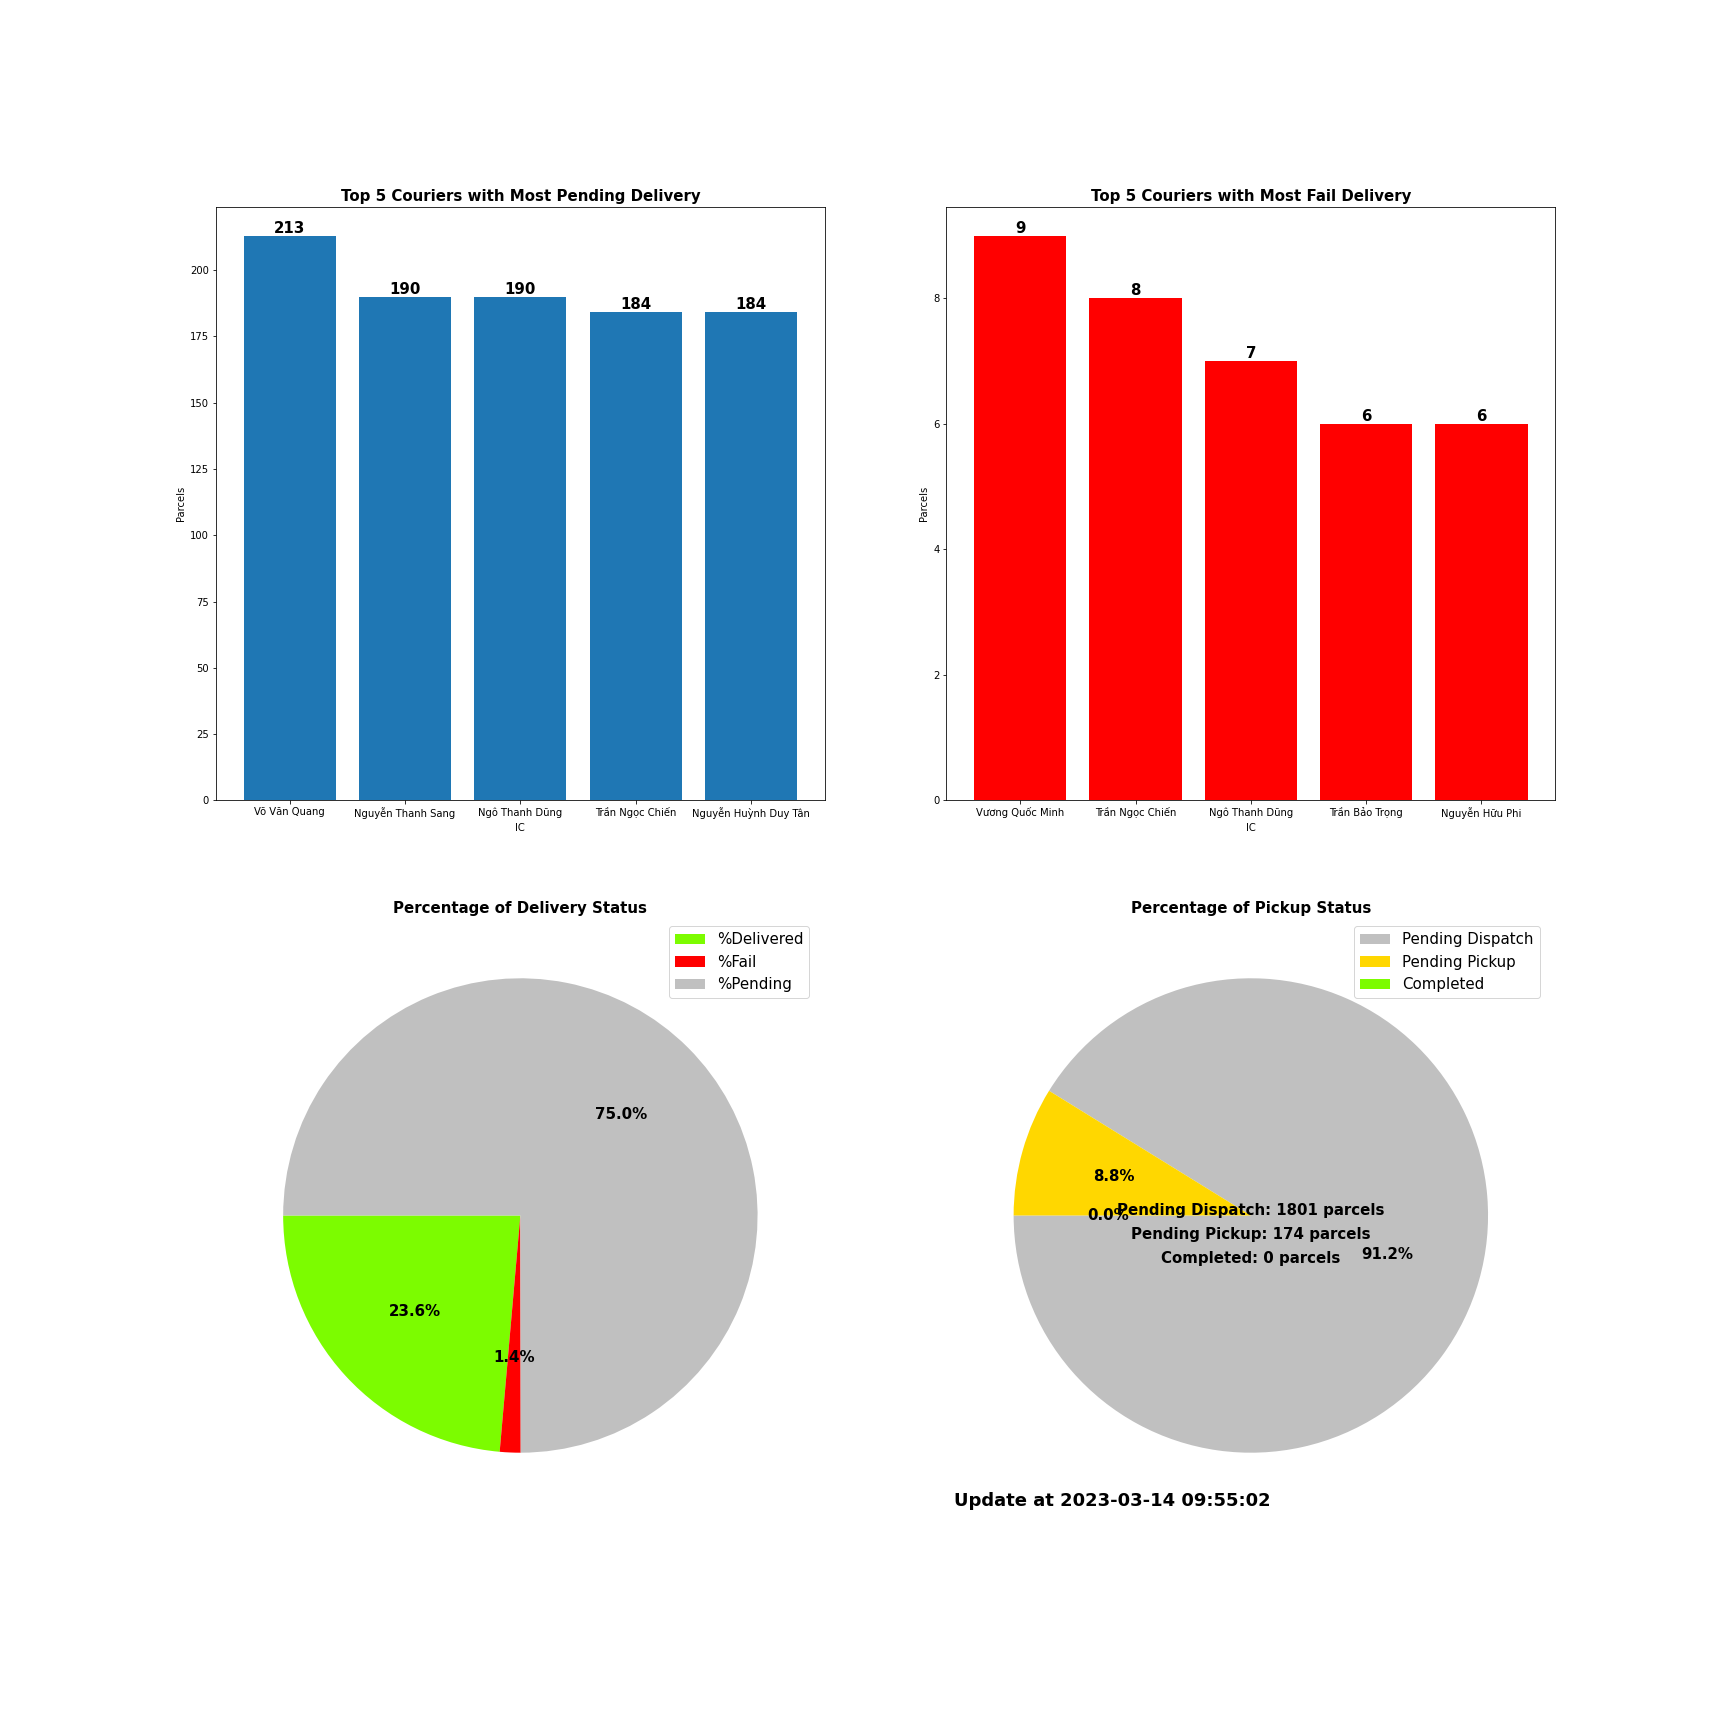 Top 5 Couriers with Most Pending Delivery
213
190
190
184
184
200
175
150
125
100
75
50
25
0
Parcels
Võ Văn Quang
Nguyễn Thanh Sang
Ngô Thanh Dũng
Trần Ngọc Chiến
Nguyễn Huỳnh Duy Tân
IC
Top 5 Couriers with Most Fail Delivery
9
8
7
6
6
8
6
4
2
0
Parcels
Vương Quốc Minh
Trần Ngọc Chiến
Ngô Thanh Dũng
Trần Bảo Trọng
Nguyễn Hữu Phi
IC
Percentage of Delivery Status
%Delivered
%Fail
%Pending
75.0%
23.6%
1.4%
Percentage of Pickup Status
Pending Dispatch
Pending Pickup
Completed
8.8%
0.0%
Pending Dispatch: 1801 parcels
Pending Pickup: 174 parcels
91.2%
Completed: 0 parcels
Update at 2023-03-14 09:55:02